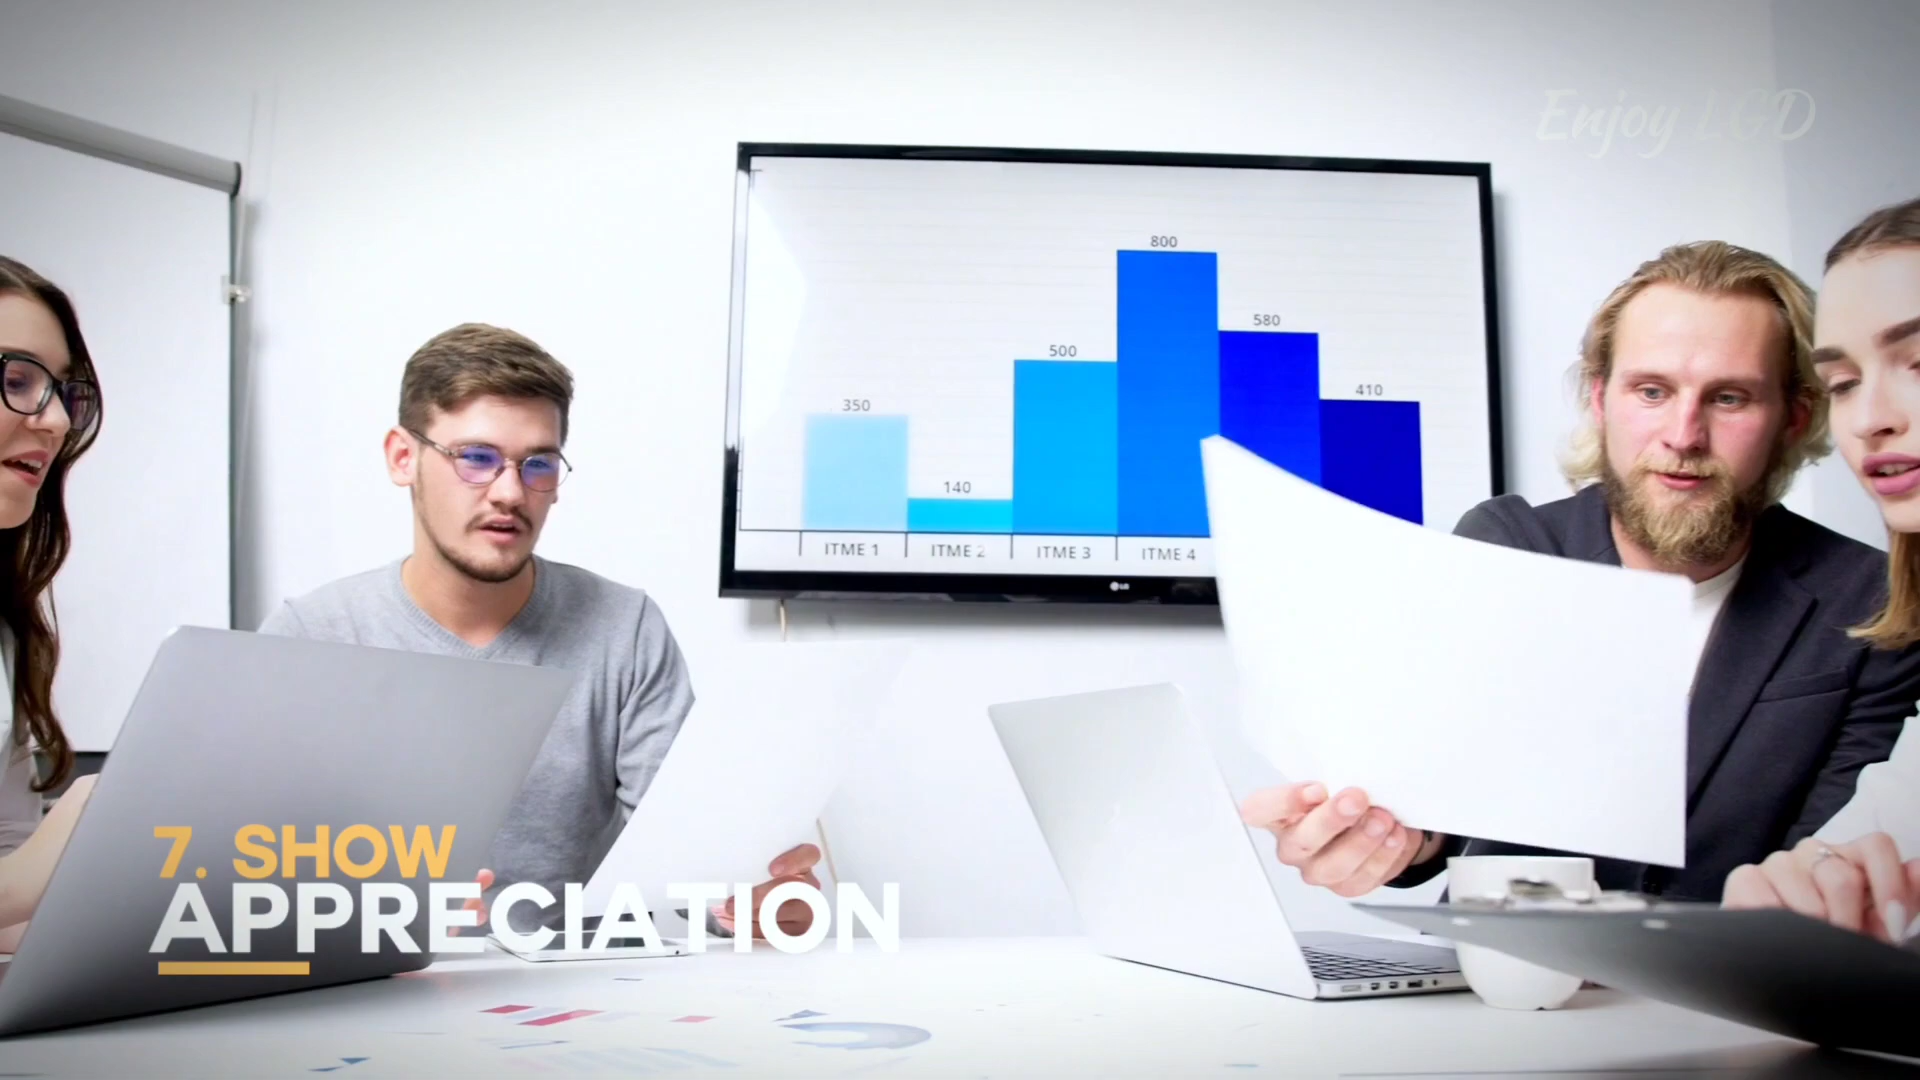 Enjoy LGD
800
580
500
410
350
140
ITME 1 ITME 2 ITME 3 ITME 4
LG
7. SHOW
APPRECIATION